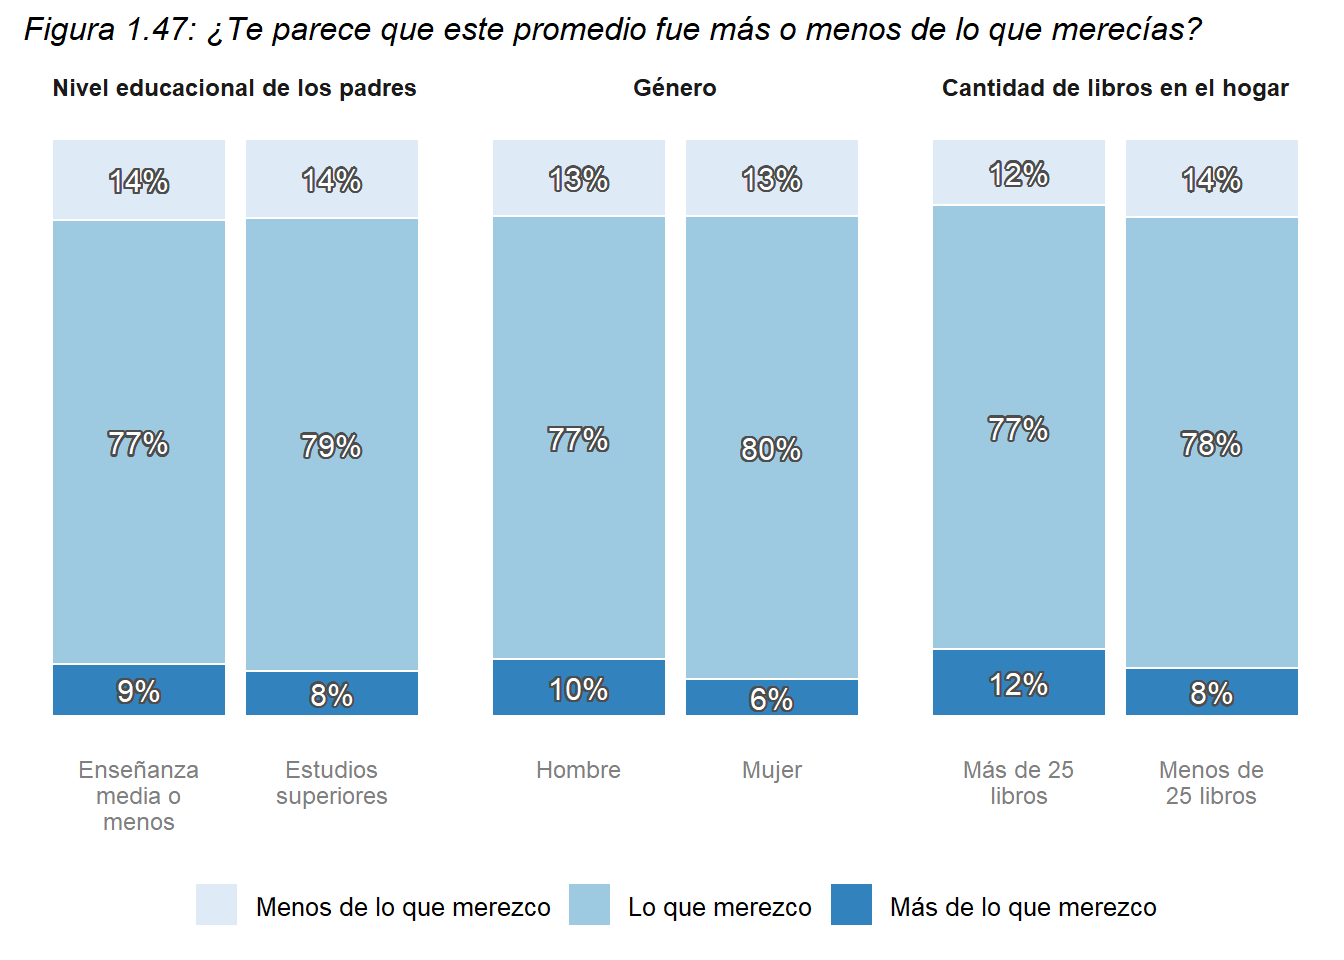 Figura 1.47: ¿Te parece que este promedio fue más o menos de lo que merecías?
Nivel educacional de los padres
14%
14%
77%
79%
9%
8%
Enseñanza
media o
menos
Estudios
superiores
Género
13%
13%
77%
80%
10%
6%
Hombre
Mujer
Cantidad de libros en el hogar
12%
14%
77%
78%
12%
8%
Más de 25
libros
Menos de
25 libros
Menos de lo que merezco
Lo que merezco
Más de lo que merezco